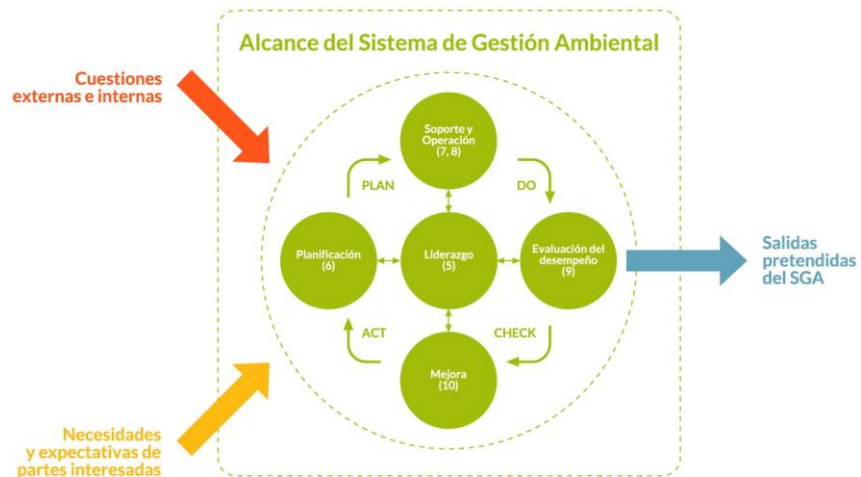 Alcance del Sistema de Gestión Ambiental
Cuestiones
externas e internas
Soporte y
Operación
(7, 8)
PLAN
DO
Planificación
(6)
Liderazgo
(5)
Evaluación del
desempeño
(9)
Salidas
pretendidas
del SGA
ACT
CHECK
Mejora
(10)
Necesidades
y expectativas de
partes interesadas